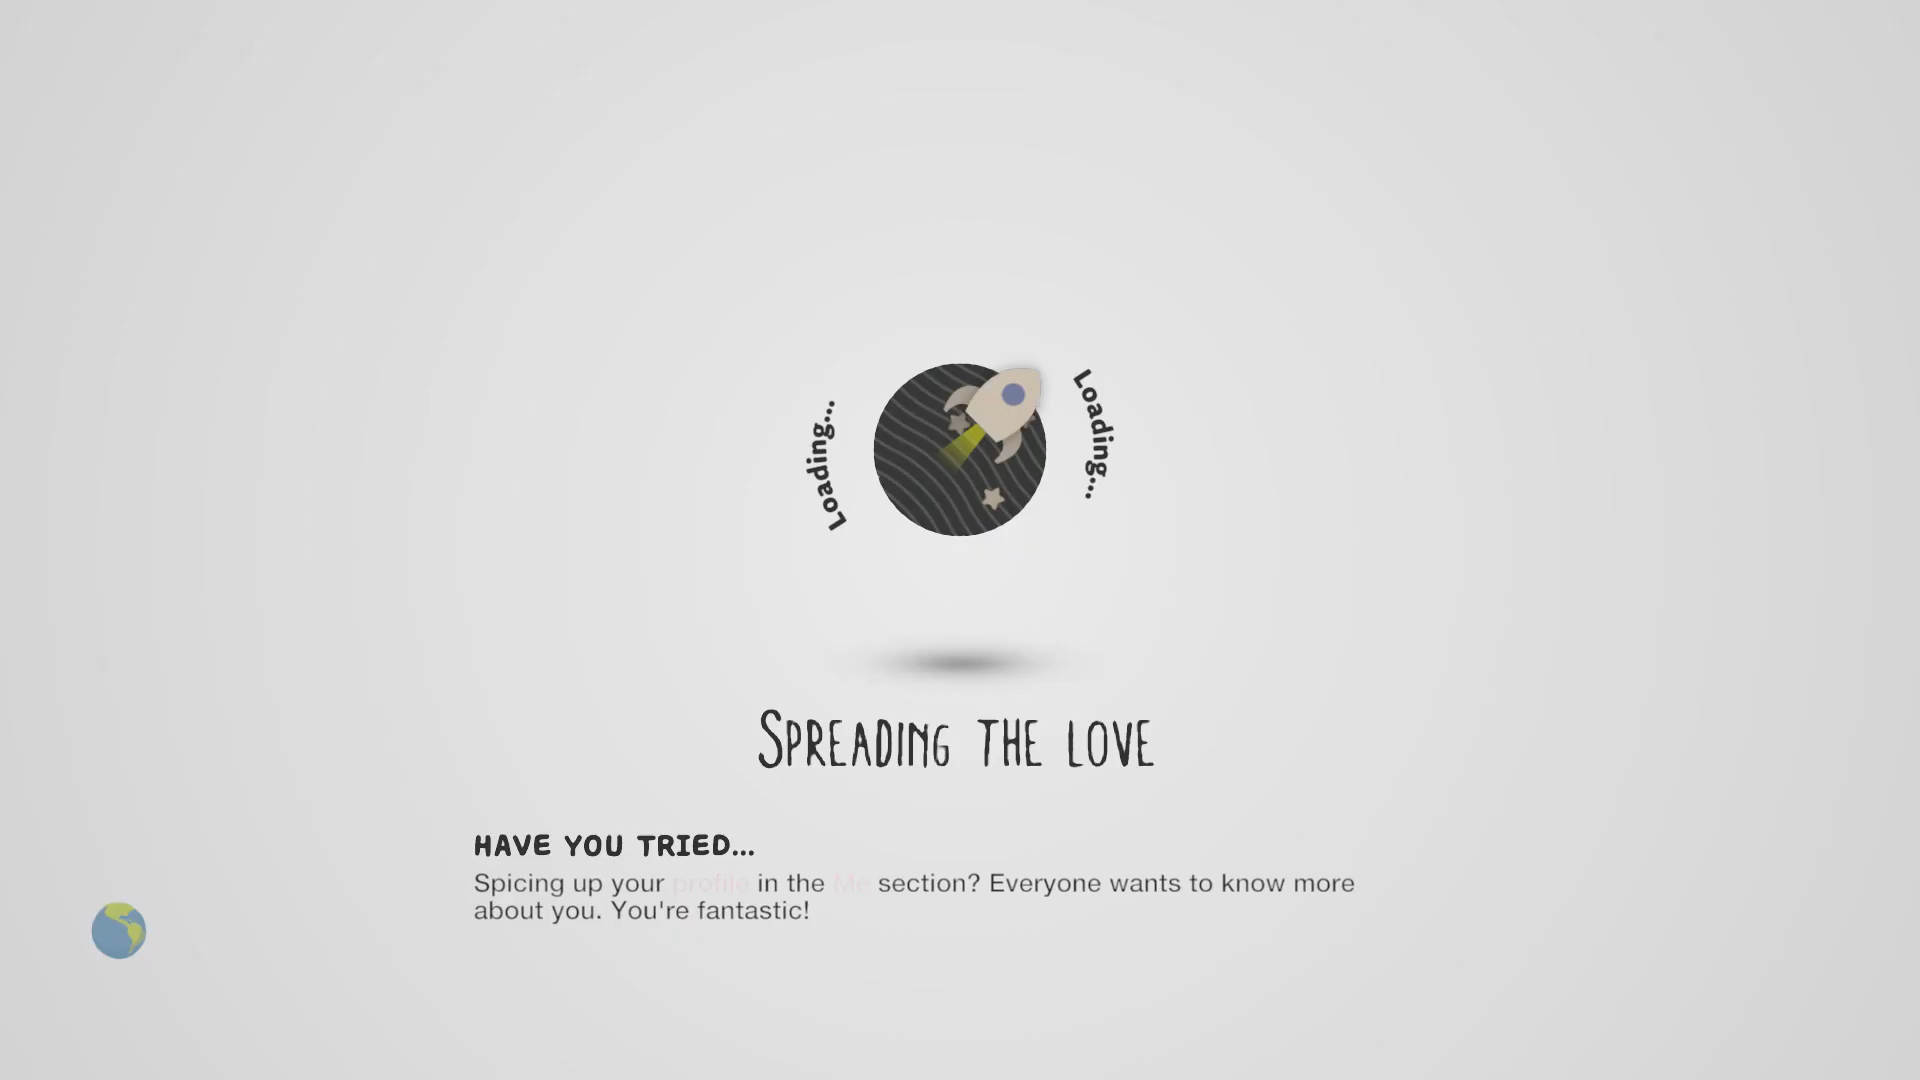 Loading...
Loading...
SPREADING THE LOVE
HAVE YOU TRIED...
Spicing up your profile in the Me section? Everyone wants to know more
about you. You're fantastic!